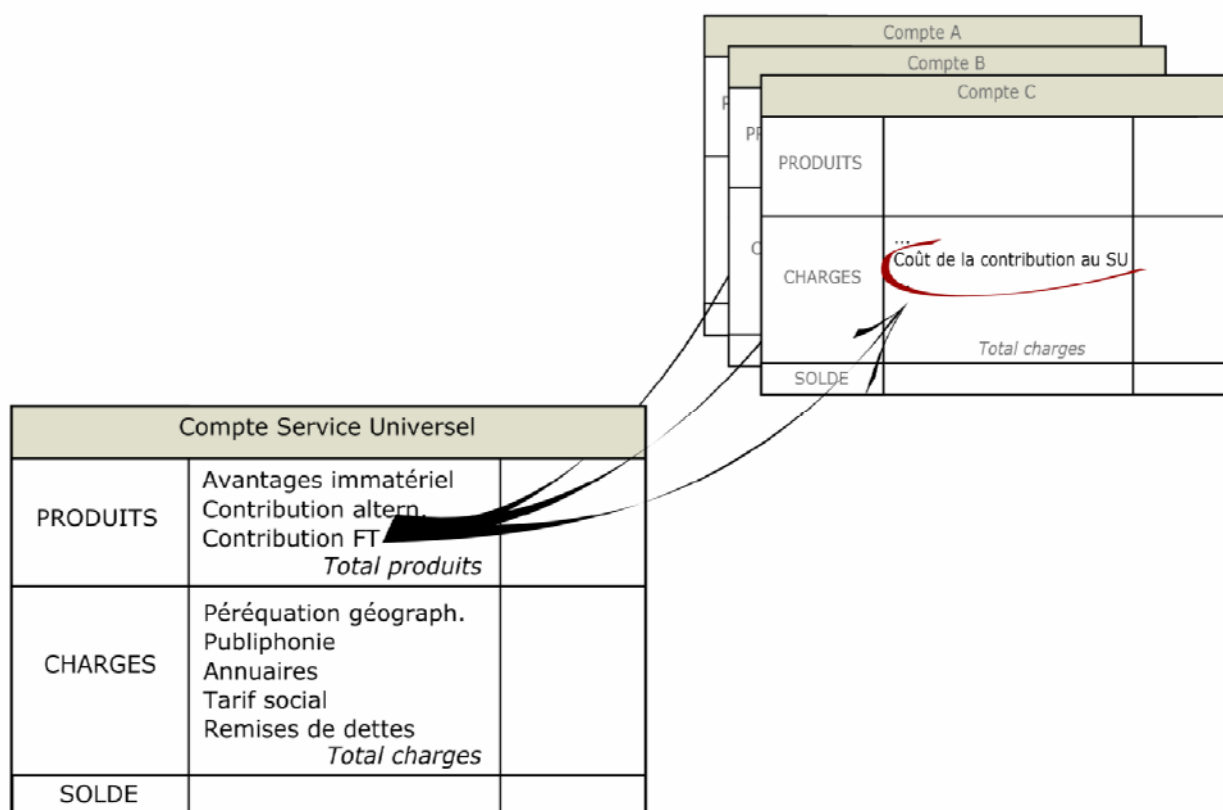 Compte A
Compte B
Compte C
PRODUITS
...
Coût de la contribution au SU
CHARGES
Total charges
SOLDE
Compte Service Universel
PRODUITS
Avantages immatériel
Contribution altern.
Contribution FT
Total produits
CHARGES
Péréquation géograph.
Publiphonie
Annuaires
Tarif social
Remises de dettes
Total charges
SOLDE